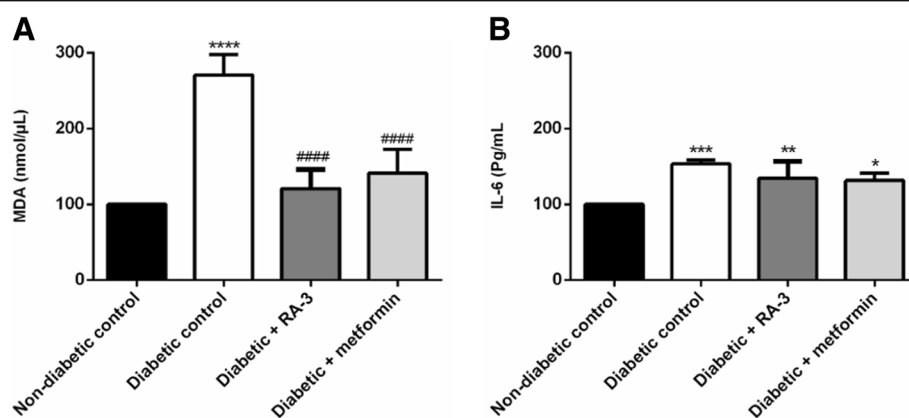 A
MDA (nmol/µL)
300
200
100
0
****
####
####
Non-diabetic control
Diabetic control
Diabetic + RA-3
Diabetic + metformin
B
IL-6 (Pg/mL
300
200
100
0
***
**
*
Non-diabetic control
Diabetic control
Diabetic + RA-3
Diabetic + metformin